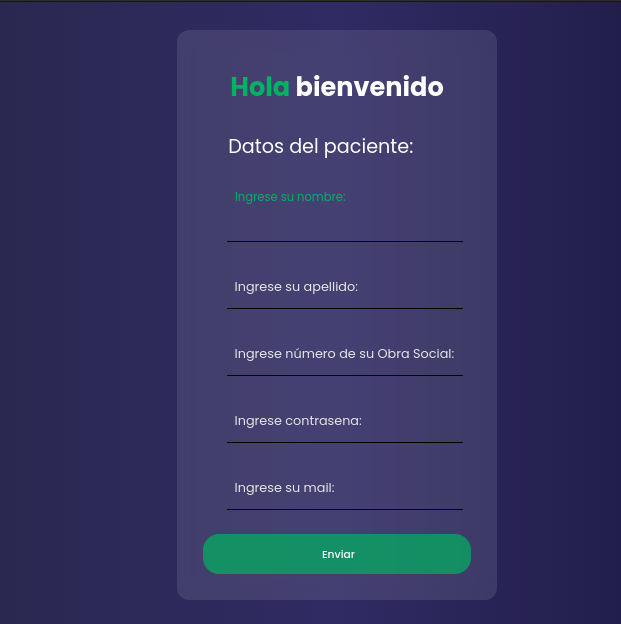 Hola bienvenido
Datos del paciente:
Ingrese su nombre:
Ingrese su apellido:
Ingrese número de su Obra Social:
Ingrese contrasena:
Ingrese su mail:
Enviar